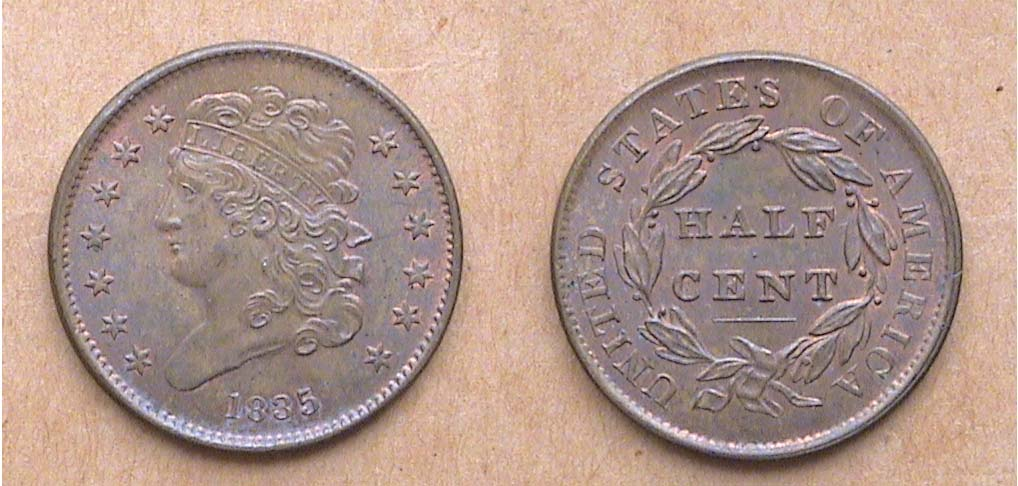 LIBERTY
1835
UNITED STATES OF AMERICA
HALF
CENT